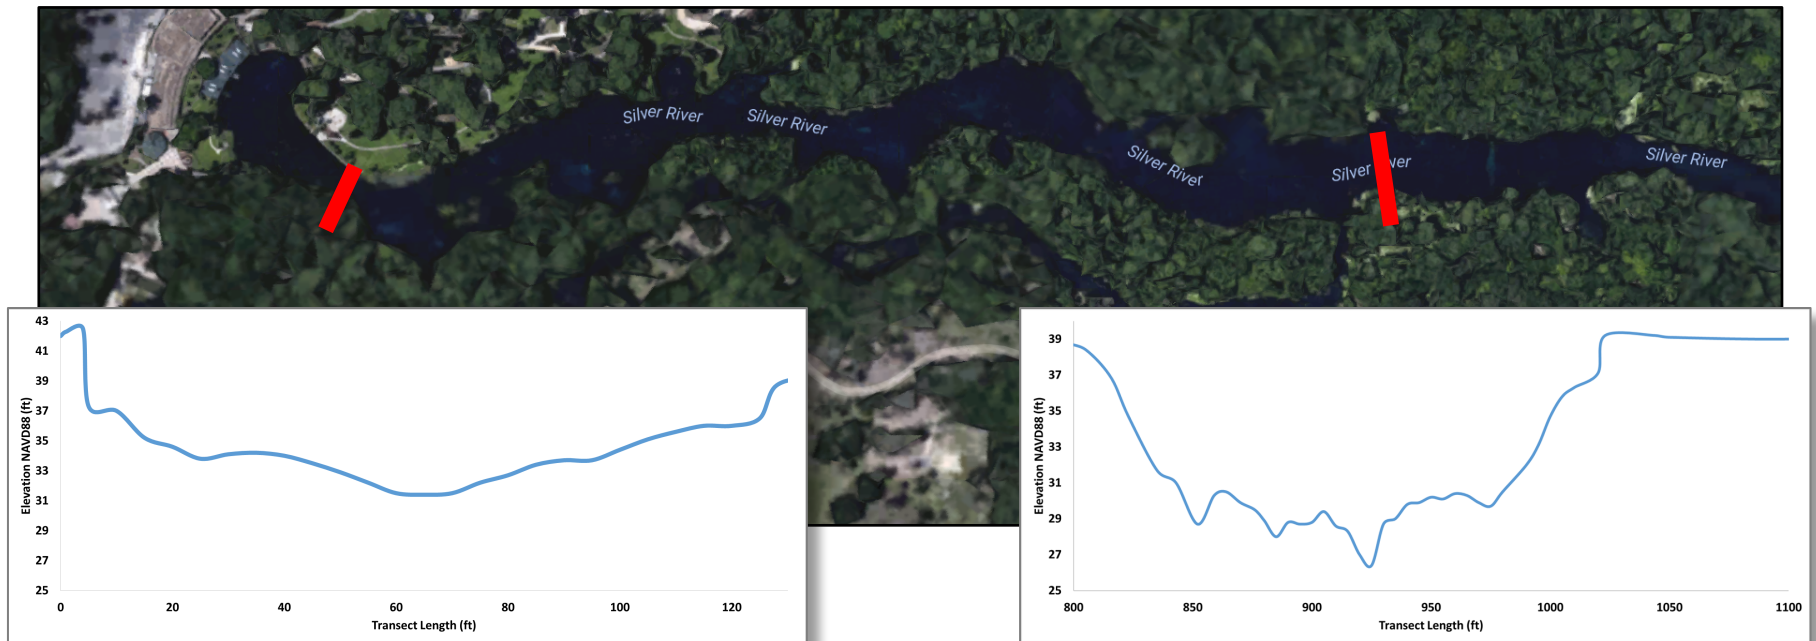 Silver River
Silver River
Silver River
Silver River
Silver River
43
41
39
37
35
33
31
29
27
25
Elevation NAVD88 (ft)
0 20 40 60 80 100 120
Transect Length (ft)
39
37
35
33
31
29
27
25
Elevation NAVD88 (ft)
800 850 900 950 1000 1050 1100
Transect Length (ft)